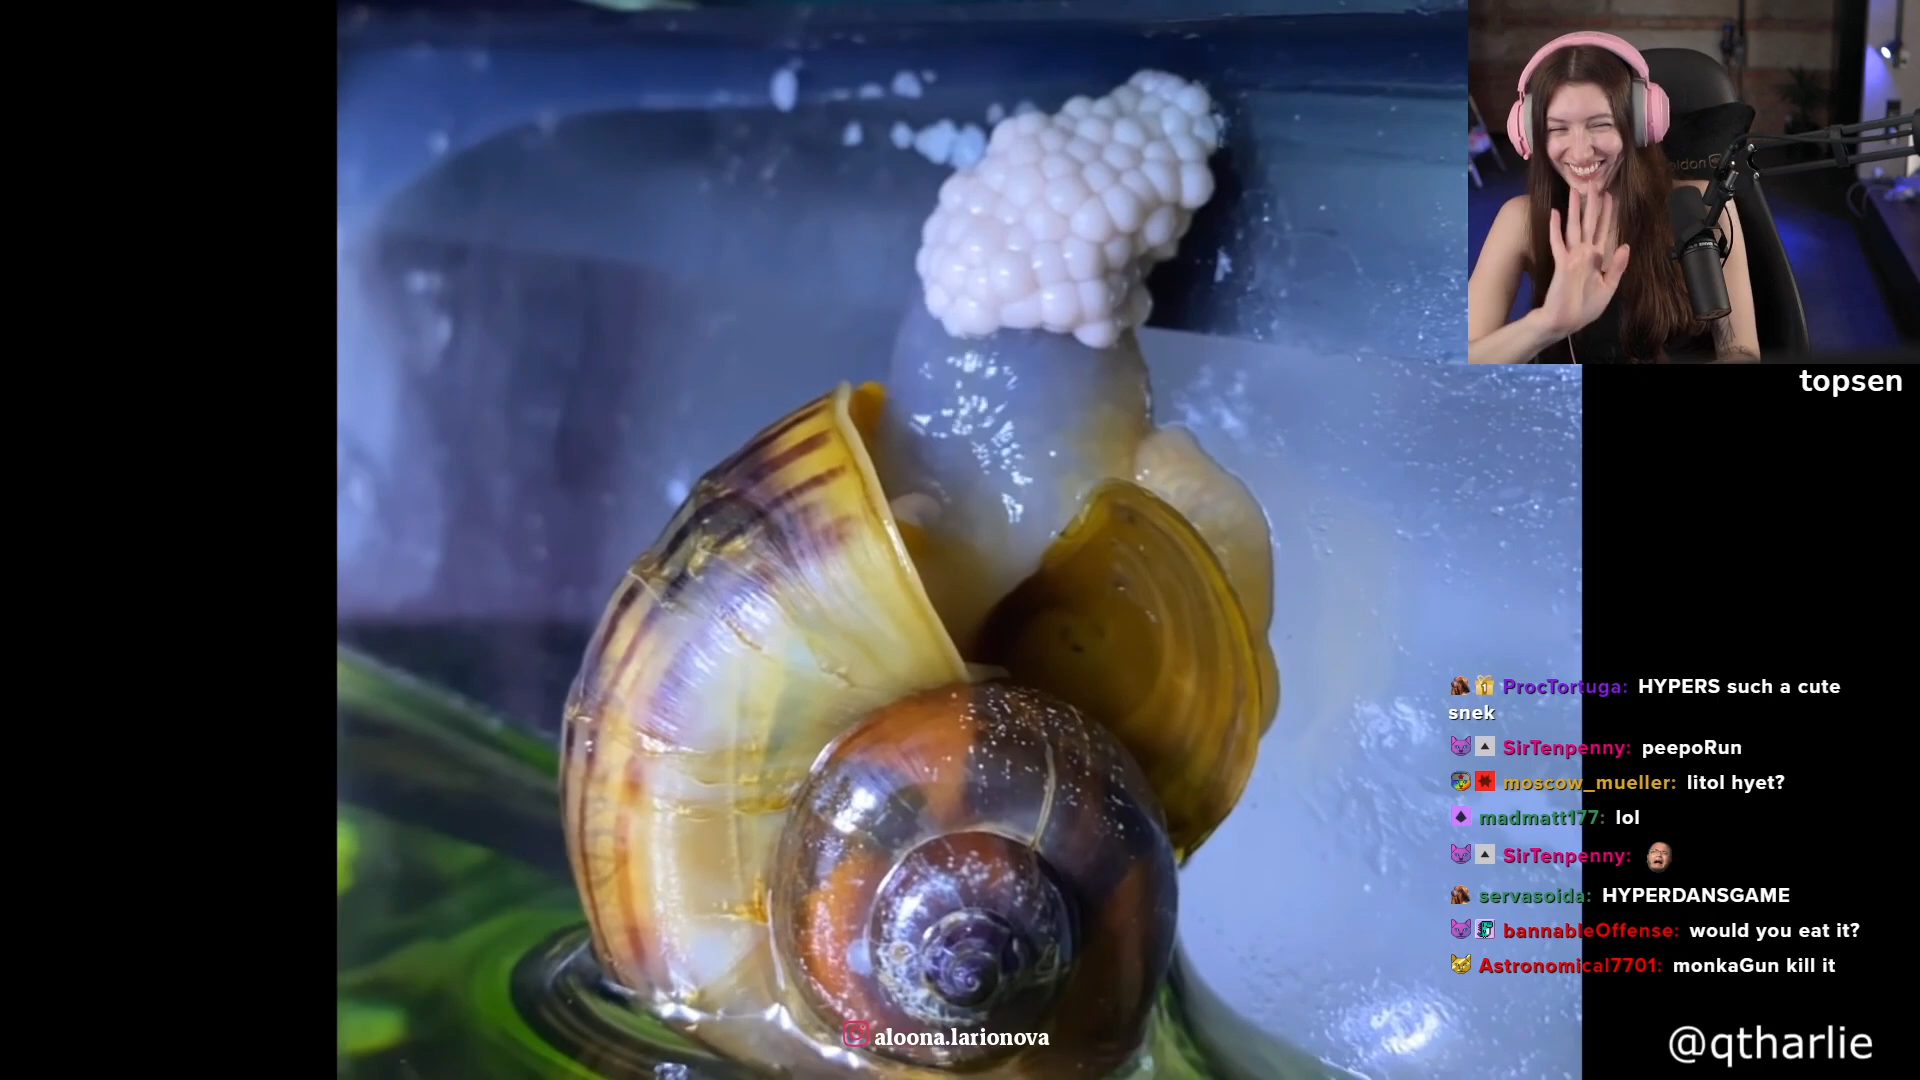 topsen
ProcTortuga: HYPERS such a cute
snek
SirTenpenny: peepoRun
moscow_mueller: litol hyet?
madmatt177: lol
SirTenpenny:
servasoida: HYPERDANSGAME
bannableOffense: would you eat it?
Astronomical7701: monkaGun kill it
aloona.larionova
@qtharlie